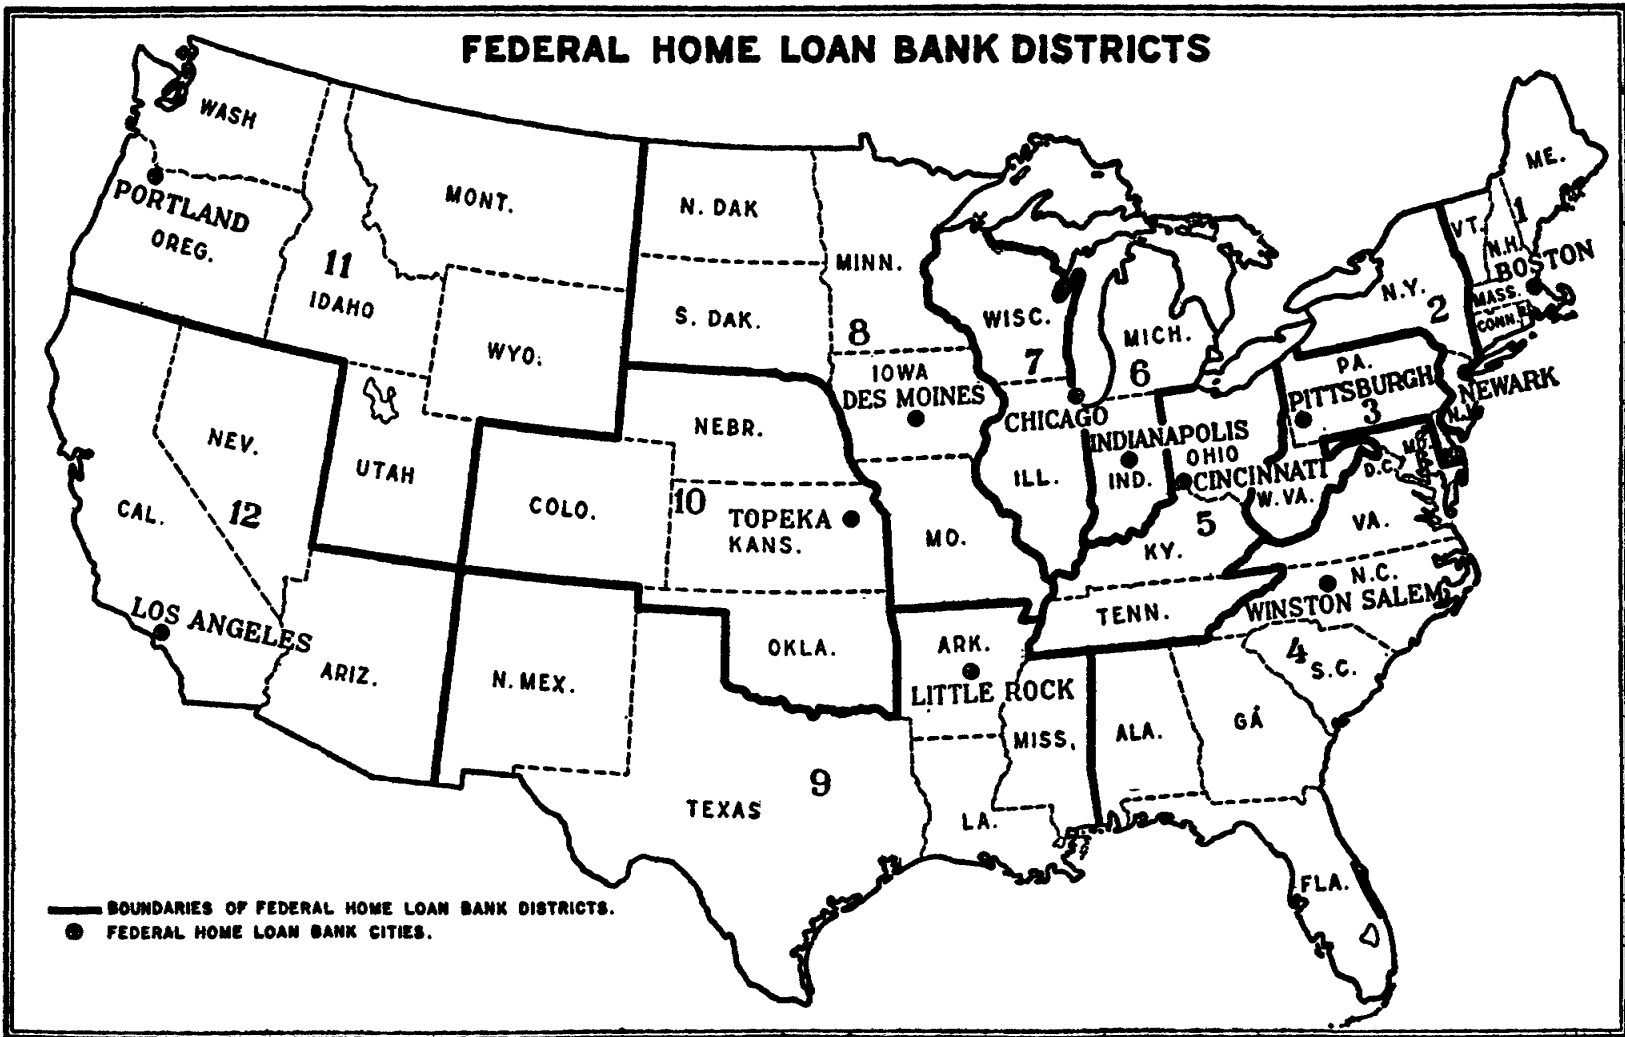 FEDERAL HOME LOAN BANK DISTRICTS
WASH
PORTLAND
OREG.
11
IDAHO
MONT.
WYO.
N. DAK
S. DAK.
MINN.
8
IOWA
DES MOINES
WISC.
7
CHICAGO
MICH.
6
INDIANAPOLIS
IND.
OHIO
CINCINNATI
5
KY.
W.VA.
PA.
PITTSBURGH
3
N.Y.
2
NEWARK
N.J.
VT.
N.H.
1
ME.
BOSTON
MASS.
CONN.
R.I.
MD.
D.C.
VA.
NEV.
12
CAL.
LOS ANGELES
UTAH
ARIZ.
COLO.
N. MEX.
NEBR.
10
TOPEKA
KANS.
OKLA.
MO.
ILL.
TENN.
N.C.
WINSTON SALEM
4
S.C.
ARK.
LITTLE ROCK
MISS.
ALA.
GA
TEXAS
9
LA.
FLA.
BOUNDARIES OF FEDERAL HOME LOAN BANK DISTRICTS.
FEDERAL HOME LOAN BANK CITIES.